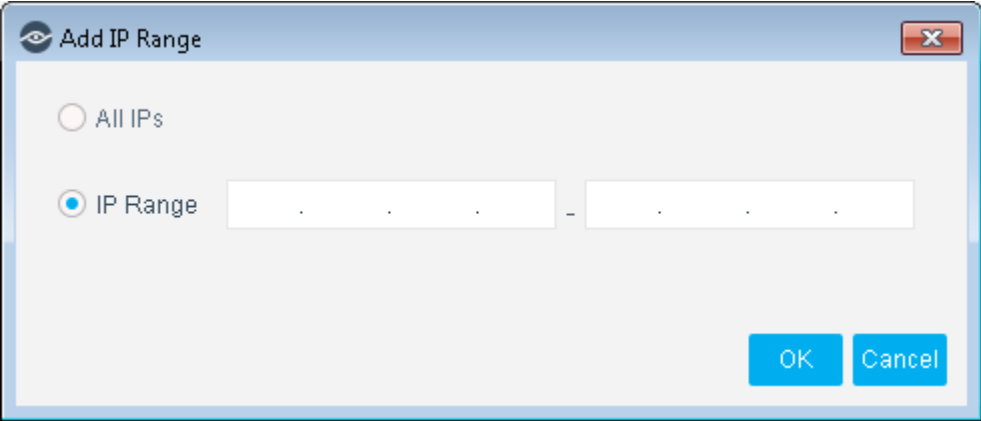 Add IP Range
All IPs
IP Range . . . - . . .
OK Cancel